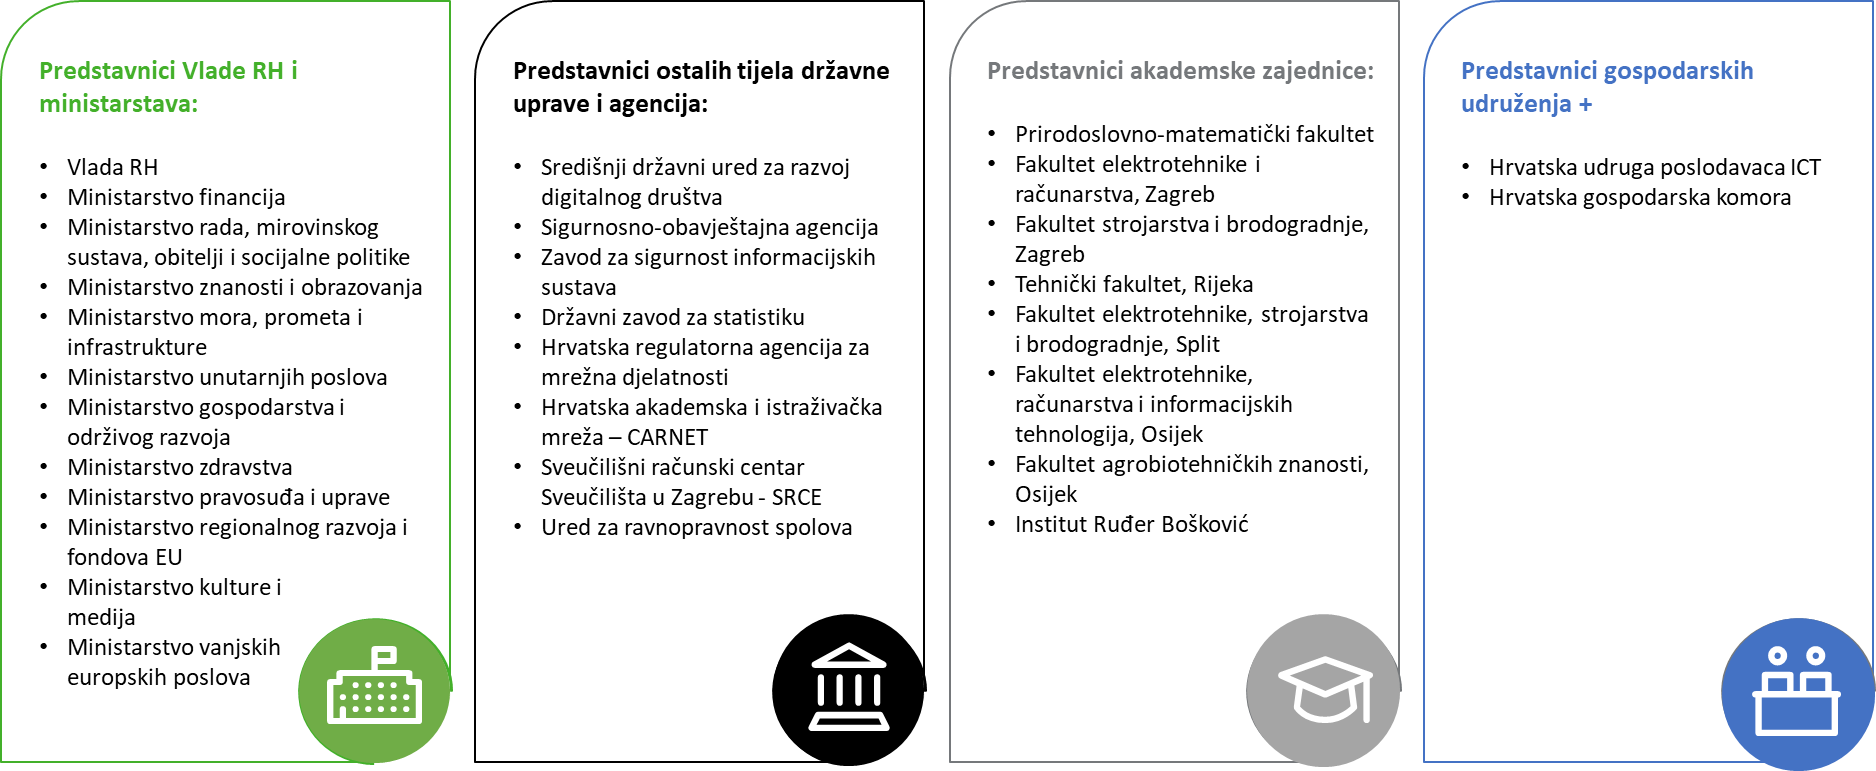 Predstavnici Vlade RH i
ministarstava:
• Vlada RH
• Ministarstvo financija
• Ministarstvo rada, mirovinskog
sustava, obitelji i socijalne politike
• Ministarstvo znanosti i obrazovanja
• Ministarstvo mora, prometa i
infrastrukture
• Ministarstvo unutarnjih poslova
• Ministarstvo gospodarstva i
održivog razvoja
• Ministarstvo zdravstva
• Ministarstvo pravosuđa i uprave
• Ministarstvo regionalnog razvoja i
fondova EU
• Ministarstvo kulture i
medija
• Ministarstvo vanjskih
europskih poslova
Predstavnici ostalih tijela državne
uprave i agencija:
• Središnji državni ured za razvoj
digitalnog društva
• Sigurnosno-obavještajna agencija
• Zavod za sigurnost informacijskih
sustava
• Državni zavod za statistiku
• Hrvatska regulatorna agencija za
mrežna djelatnosti
• Hrvatska akademska i istraživačka
mreža – CARNET
• Sveučilišni računski centar
Sveučilišta u Zagrebu - SRCE
• Ured za ravnopravnost spolova
Predstavnici akademske zajednice:
• Prirodoslovno-matematički fakultet
• Fakultet elektrotehnike i
računarstva, Zagreb
• Fakultet strojarstva i brodogradnje,
Zagreb
• Tehnički fakultet, Rijeka
• Fakultet elektrotehnike, strojarstva
i brodogradnje, Split
• Fakultet elektrotehnike,
računarstva i informacijskih
tehnologija, Osijek
• Fakultet agrobiotehničkih znanosti,
Osijek
• Institut Ruđer Bošković
Predstavnici gospodarskih
udruženja +
• Hrvatska udruga poslodavaca ICT
• Hrvatska gospodarska komora